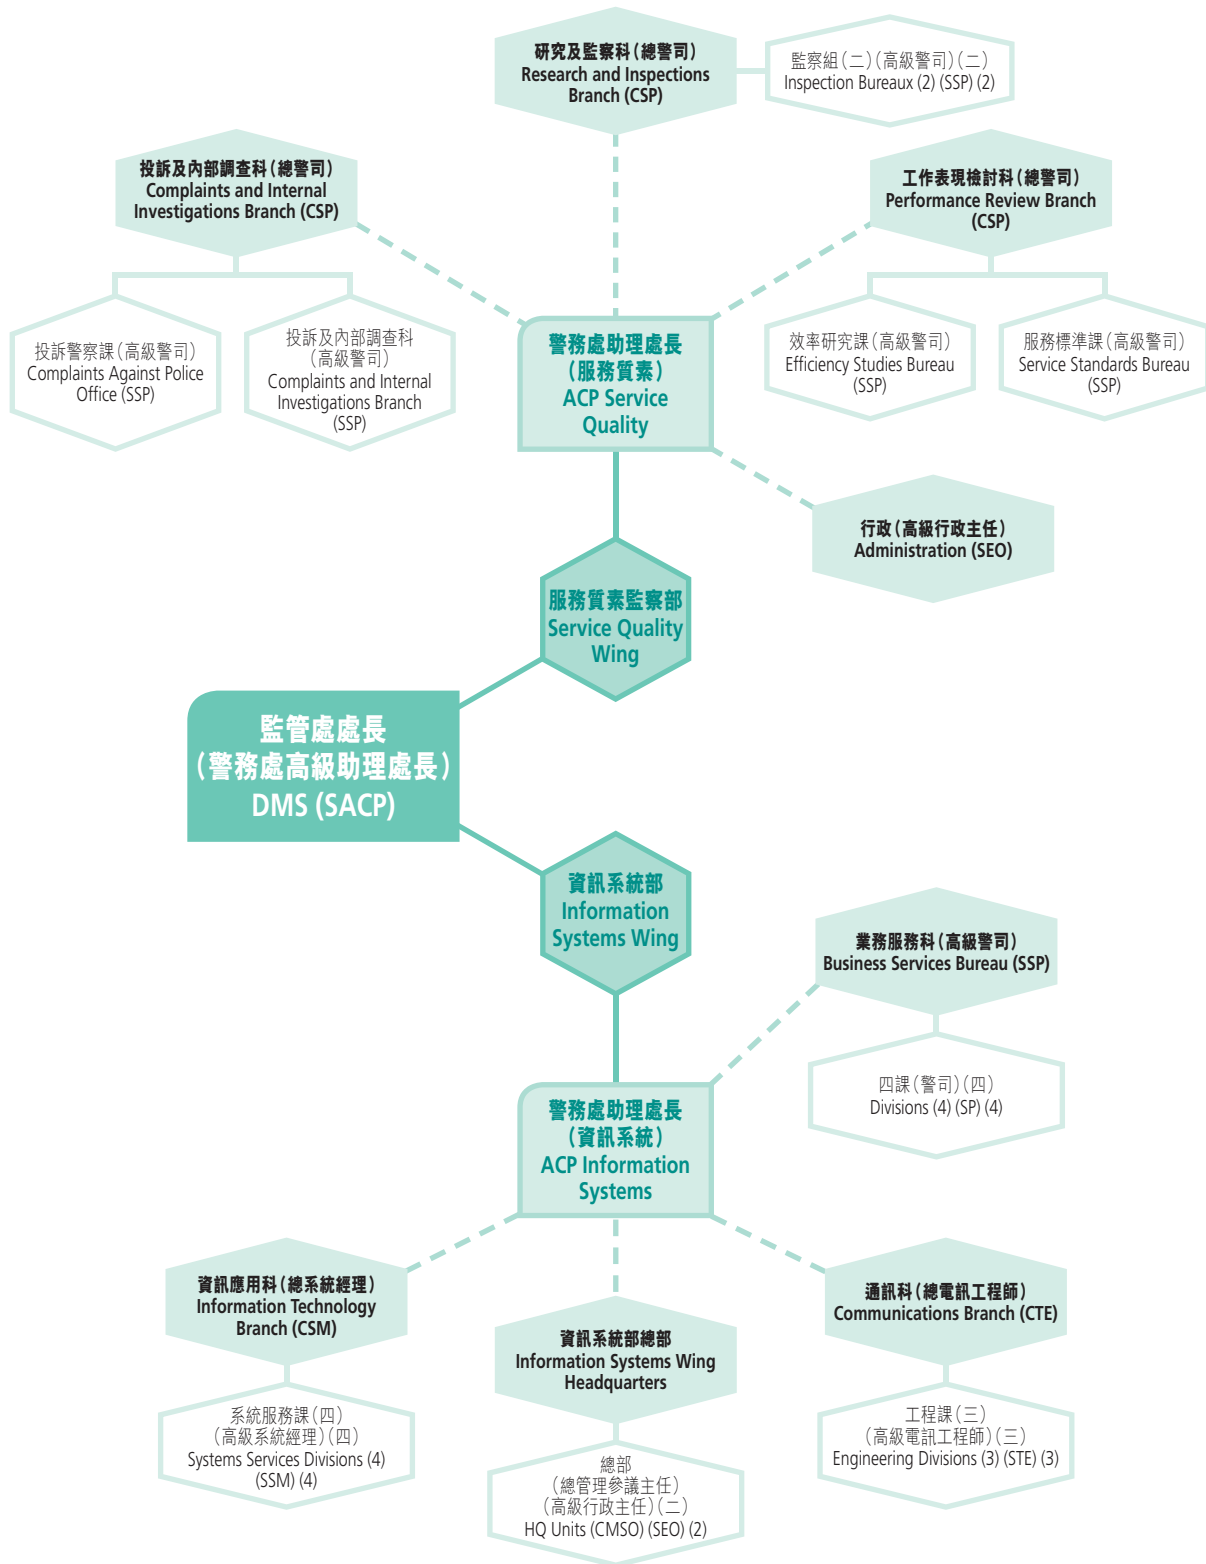 研究及監察科（總警司）
Research and Inspections
Branch (CSP)
監察組（二）（高級警司）（二）
Inspection Bureaux (2) (SSP) (2)
投訴及內部調查科（總警司）
Complaints and Internal
Investigations Branch (CSP)
工作表現檢討科（總警司）
Performance Review Branch
(CSP)
投訴警察課（高級警司）
Complaints Against Police
Office (SSP)
投訴及內部調查科
（高級警司）
Complaints and Internal
Investigations Branch
(SSP)
警務處助理處長
（服務質素）
ACP Service
Quality
效率研究課（高級警司）
Efficiency Studies Bureau
(SSP)
服務標準課（高級警司）
Service Standards Bureau
(SSP)
行政（高級行政主任）
Administration (SEO)
服務質素監察部
Service Quality
Wing
監管處處長
（警務處高級助理處長）
DMS (SACP)
資訊系統部
Information
Systems Wing
業務服務科（高級警司）
Business Services Bureau (SSP)
四課（警司）（四）
Divisions (4) (SP) (4)
警務處助理處長
（資訊系統）
ACP Information
Systems
資訊應用科（總系統經理）
Information Technology
Branch (CSM)
資訊系統部總部
Information Systems Wing
Headquarters
通訊科（總電訊工程師）
Communications Branch (CTE)
系統服務課（四）
（高級系統經理）（四）
Systems Services Divisions (4)
(SSM) (4)
總部
（總管理參議主任）
（高級行政主任）（二）
HQ Units (CMSO) (SEO) (2)
工程課（三）
（高級電訊工程師）（三）
Engineering Divisions (3) (STE) (3)